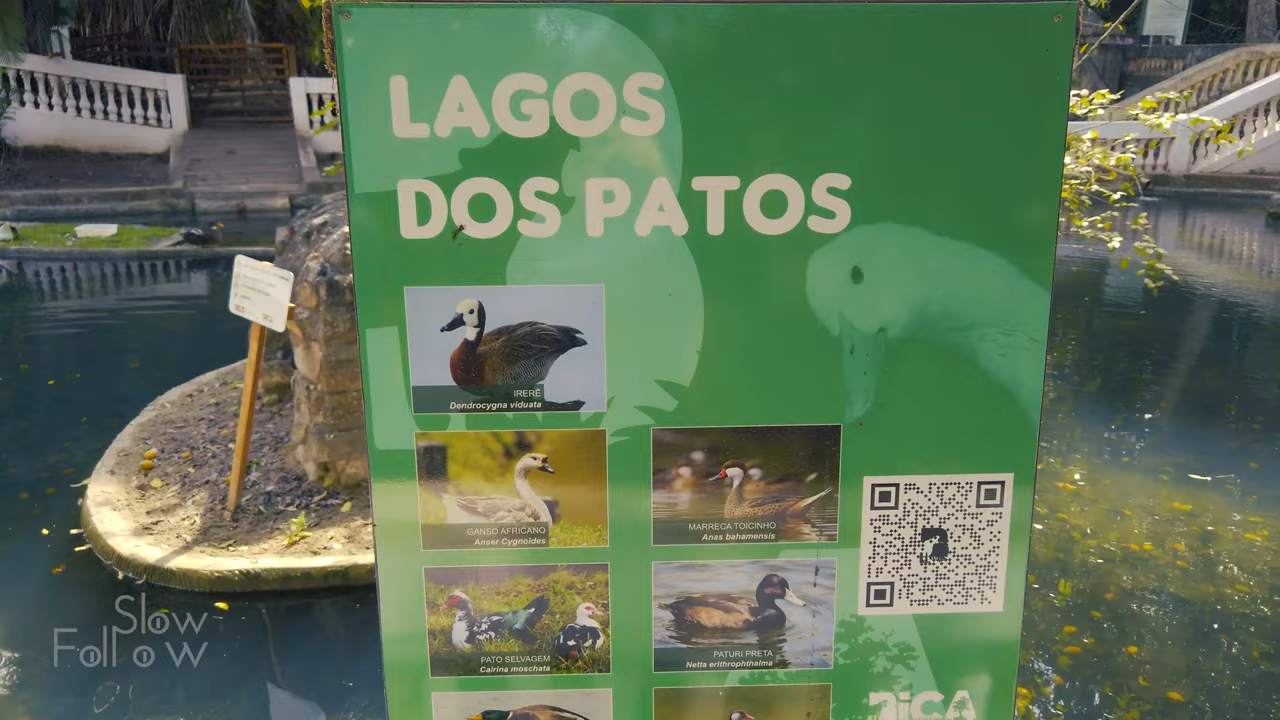 LAGOS
DOS PATOS
IRERÊ
Dendrocygna viduata
GANSO AFRICANO
Anser Cygnoides
MARRECA TOICINHO
Anas bahamensis
PATO SELVAGEM
Cairina moschata
PATURI PRETA
Netta erithrophthalma
Slow
Follow